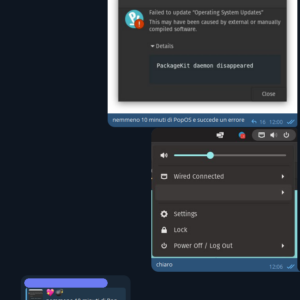 Failed to update "Operating System Updates"
This may have been caused by external or manually
compiled software.
Details
PackageKit daemon disappeared
Close
nemmeno 10 minuti di PopOS e succede un errore
16 12:00
Wired Connected
Settings
Lock
Power Off / Log Out
chiaro
12:06